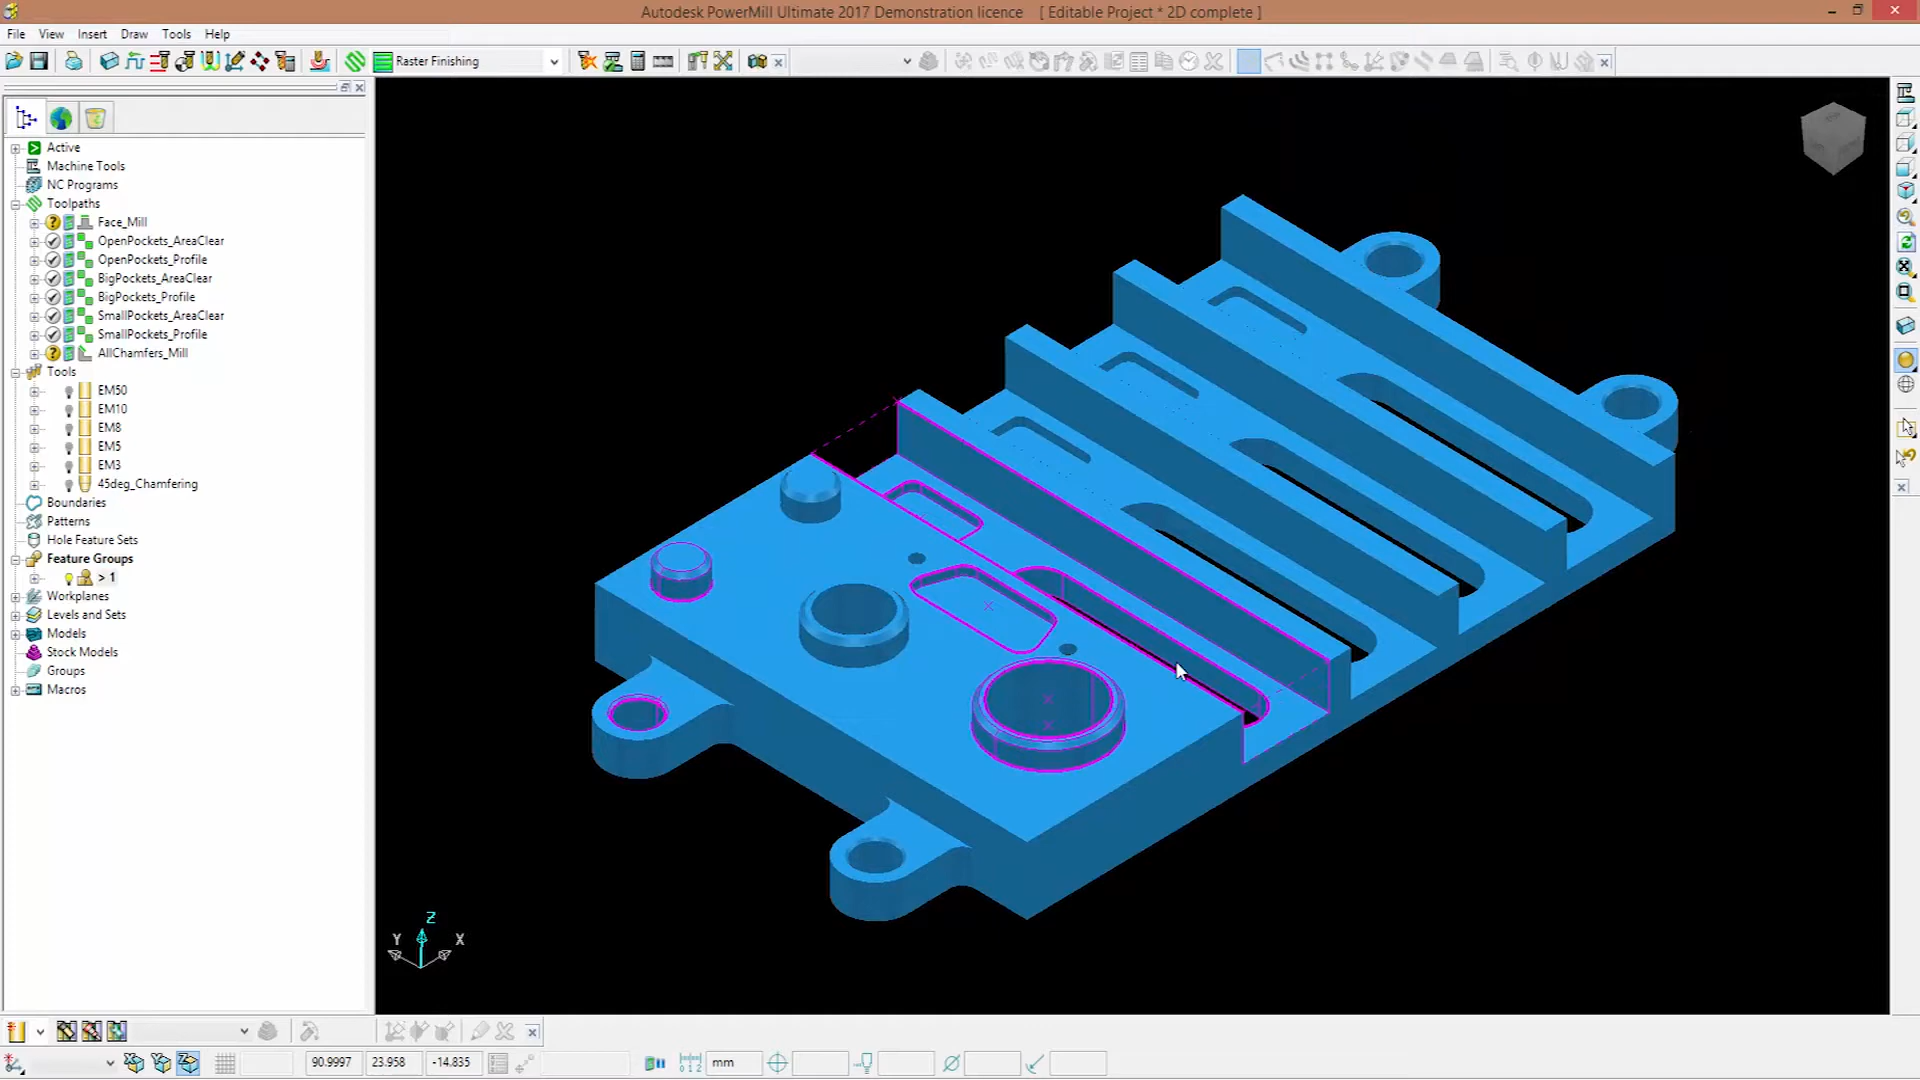 Autodesk PowerMill Ultimate 2017 Demonstration licence [ Editable Project * 2D complete ]
File View Insert Draw Tools Help
Raster Finishing
Active
Machine Tools
NC Programs
Toolpaths
Face_Mill
OpenPockets_AreaClear
OpenPockets_Profile
BigPockets_AreaClear
BigPockets_Profile
SmallPockets_AreaClear
SmallPockets_Profile
AllChamfers_Mill
Tools
EM50
EM10
EM8
EM5
EM3
45deg_Chamfering
Boundaries
Patterns
Hole Feature Sets
Feature Groups
> 1
Workplanes
Levels and Sets
Models
Stock Models
Groups
Macros
Z
Y X
90.9997 23.958 -14.835 mm